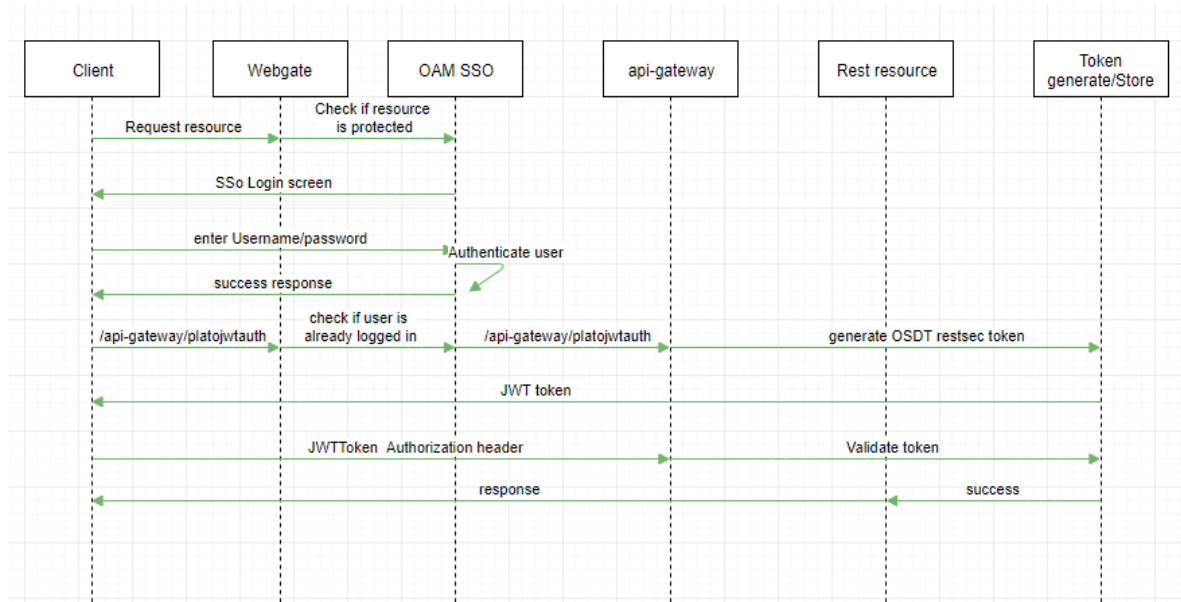 Client
Webgate
OAM SSO
api-gateway
Rest resource
Token
generate/Store
Request resource
Check if resource
is protected
SSo Login screen
enter Username/password
Authenticate user
success response
/api-gateway/platojwtauth
check if user is
already logged in
/api-gateway/platojwtauth
generate OSDT restsec token
JWT token
JWTToken Authorization header
Validate token
response
success